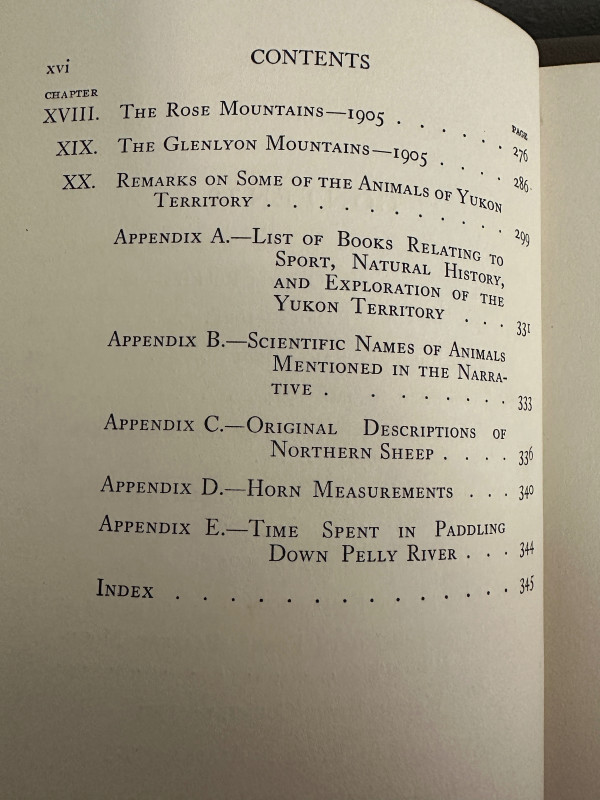 xvi CONTENTS
CHAPTER PAGE
XVIII. The Rose Mountains—1905 . . . . . . 276
XIX. The Glenlyon Mountains—1905 . . . . 286
XX. Remarks on Some of the Animals of Yukon
Territory . . . . . . . . . . 299
Appendix A.—List of Books Relating to
Sport, Natural History,
and Exploration of the
Yukon Territory . . . 331
Appendix B.—Scientific Names of Animals
Mentioned in the Narra-
tive . . . . . . . . 333
Appendix C.—Original Descriptions of
Northern Sheep . . . . 336
Appendix D.—Horn Measurements . . . 340
Appendix E.—Time Spent in Paddling
Down Pelly River . . . 344
Index . . . . . . . . . . . . . 345